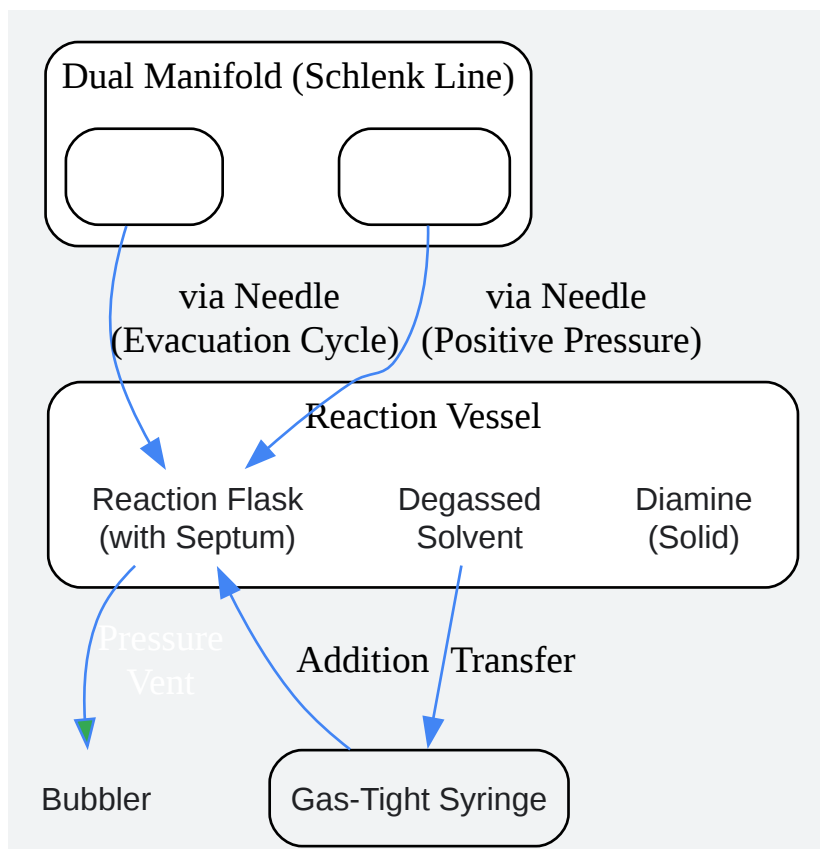 Dual Manifold (Schlenk Line)
via Needle
(Evacuation Cycle)
via Needle
(Positive Pressure)
Reaction Vessel
Reaction Flask
(with Septum)
Degassed
Solvent
Diamine
(Solid)
Pressure
Vent
Addition
Transfer
Bubbler
Gas-Tight Syringe